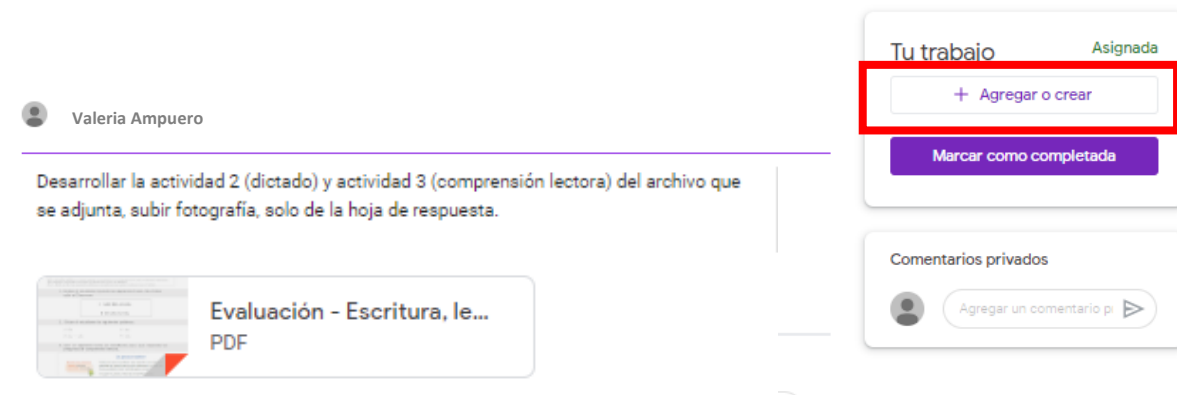 Valeria Ampuero
Desarrollar la actividad 2 (dictado) y actividad 3 (comprensión lectora) del archivo que
se adjunta, subir fotografía, solo de la hoja de respuesta.
Evaluación - Escritura, le...
PDF
Tu trabajo
Asignada
+ Agregar o crear
Marcar como completada
Comentarios privados
Agregar un comentario p